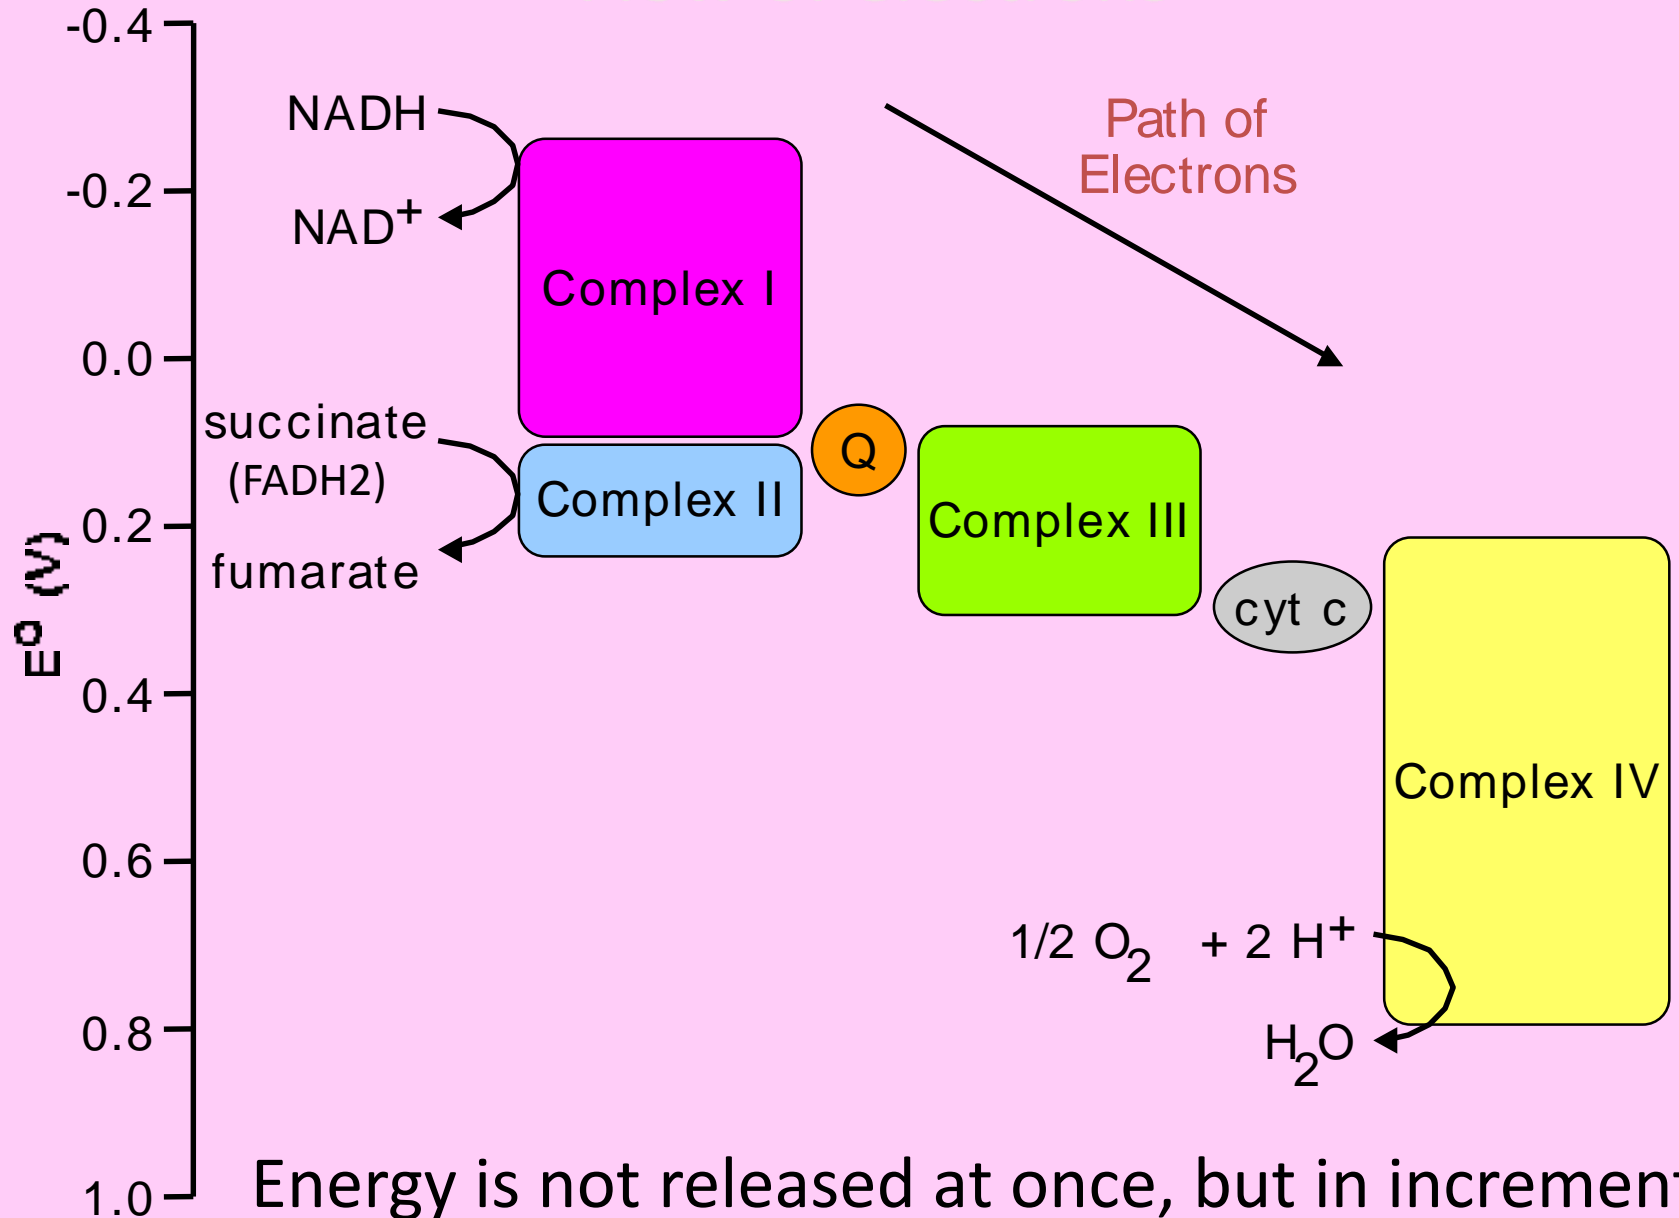 -0.4
NADH
Path of
Electrons
-0.2
NAD⁺
Complex I
0.0
succinate
(FADH2)
Q
Complex II
Complex III
0.2
fumarate
E⁰ (V)
cyt c
0.4
Complex IV
0.6
1/2 O₂ + 2 H⁺
0.8
H₂O
1.0
Energy is not released at once, but in increment